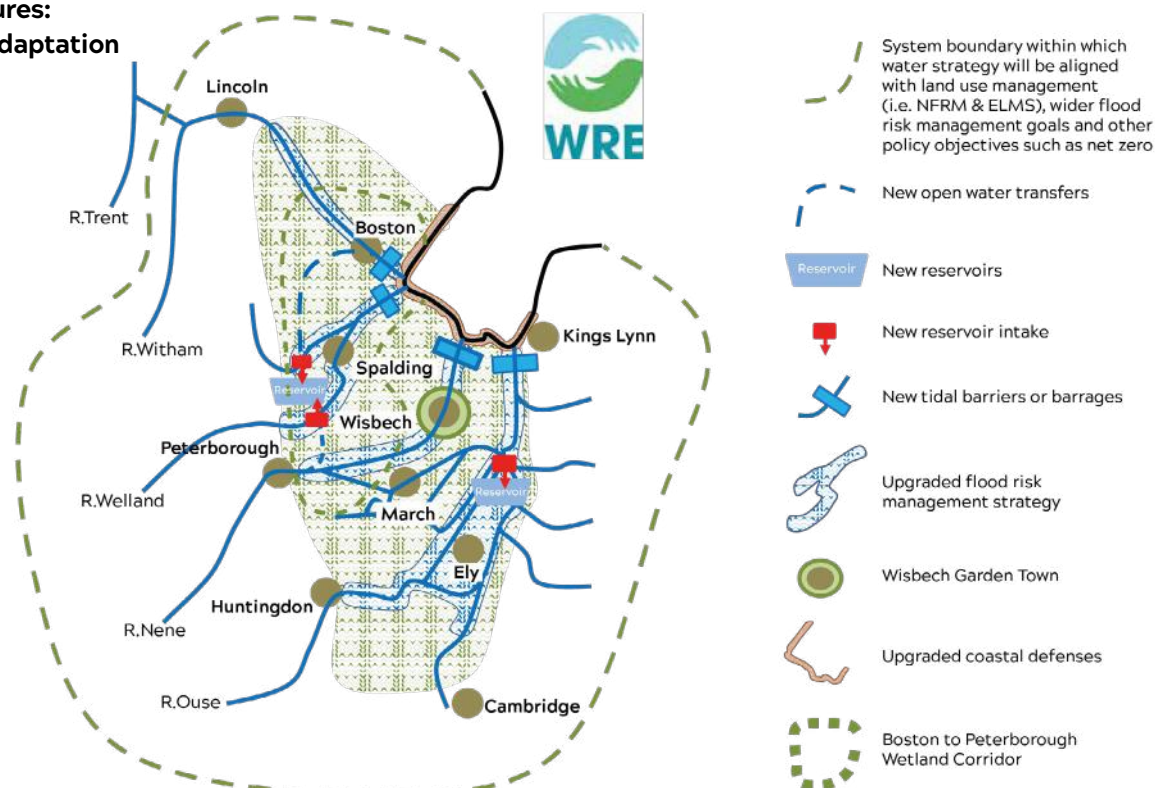 ures:
daptation
Lincoln
WRE
R.Trent
Boston
R.Witham
Kings Lynn
Spalding
Reservoir
Wisbech
Peterborough
R.Welland
Reservoir
March
Ely
Huntingdon
R.Nene
R.Ouse
Cambridge
System boundary within which
water strategy will be aligned
with land use management
(i.e. NFRM & ELMS), wider flood
risk management goals and other
policy objectives such as net zero
New open water transfers
Reservoir
New reservoirs
New reservoir intake
New tidal barriers or barrages
Upgraded flood risk
management strategy
Wisbech Garden Town
Upgraded coastal defenses
Boston to Peterborough
Wetland Corridor